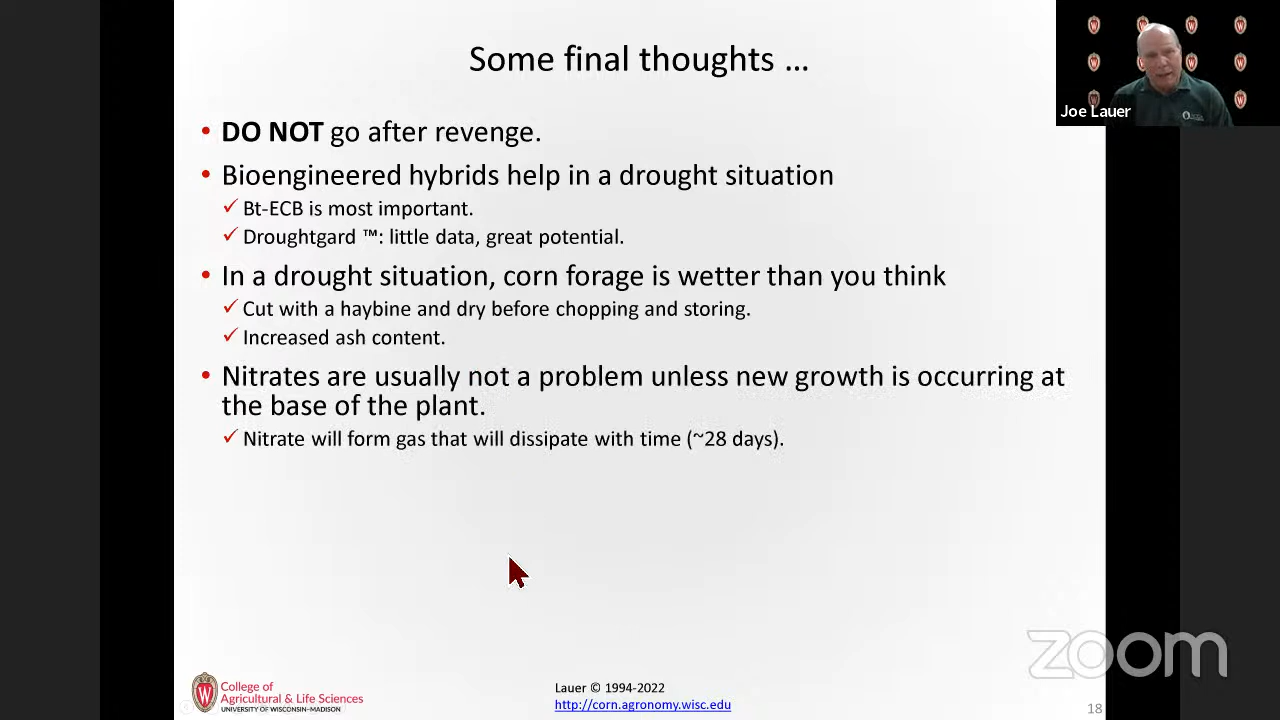 Some final thoughts …
Joe Lauer
• DO NOT go after revenge.
• Bioengineered hybrids help in a drought situation
✓ Bt-ECB is most important.
✓ Droughtgard ™: little data, great potential.
• In a drought situation, corn forage is wetter than you think
✓ Cut with a haybine and dry before chopping and storing.
✓ Increased ash content.
• Nitrates are usually not a problem unless new growth is occurring at
the base of the plant.
✓ Nitrate will form gas that will dissipate with time (~28 days).
zoom
College of
Agricultural & Life Sciences
UNIVERSITY OF WISCONSIN–MADISON
Lauer © 1994-2022
http://corn.agronomy.wisc.edu
18